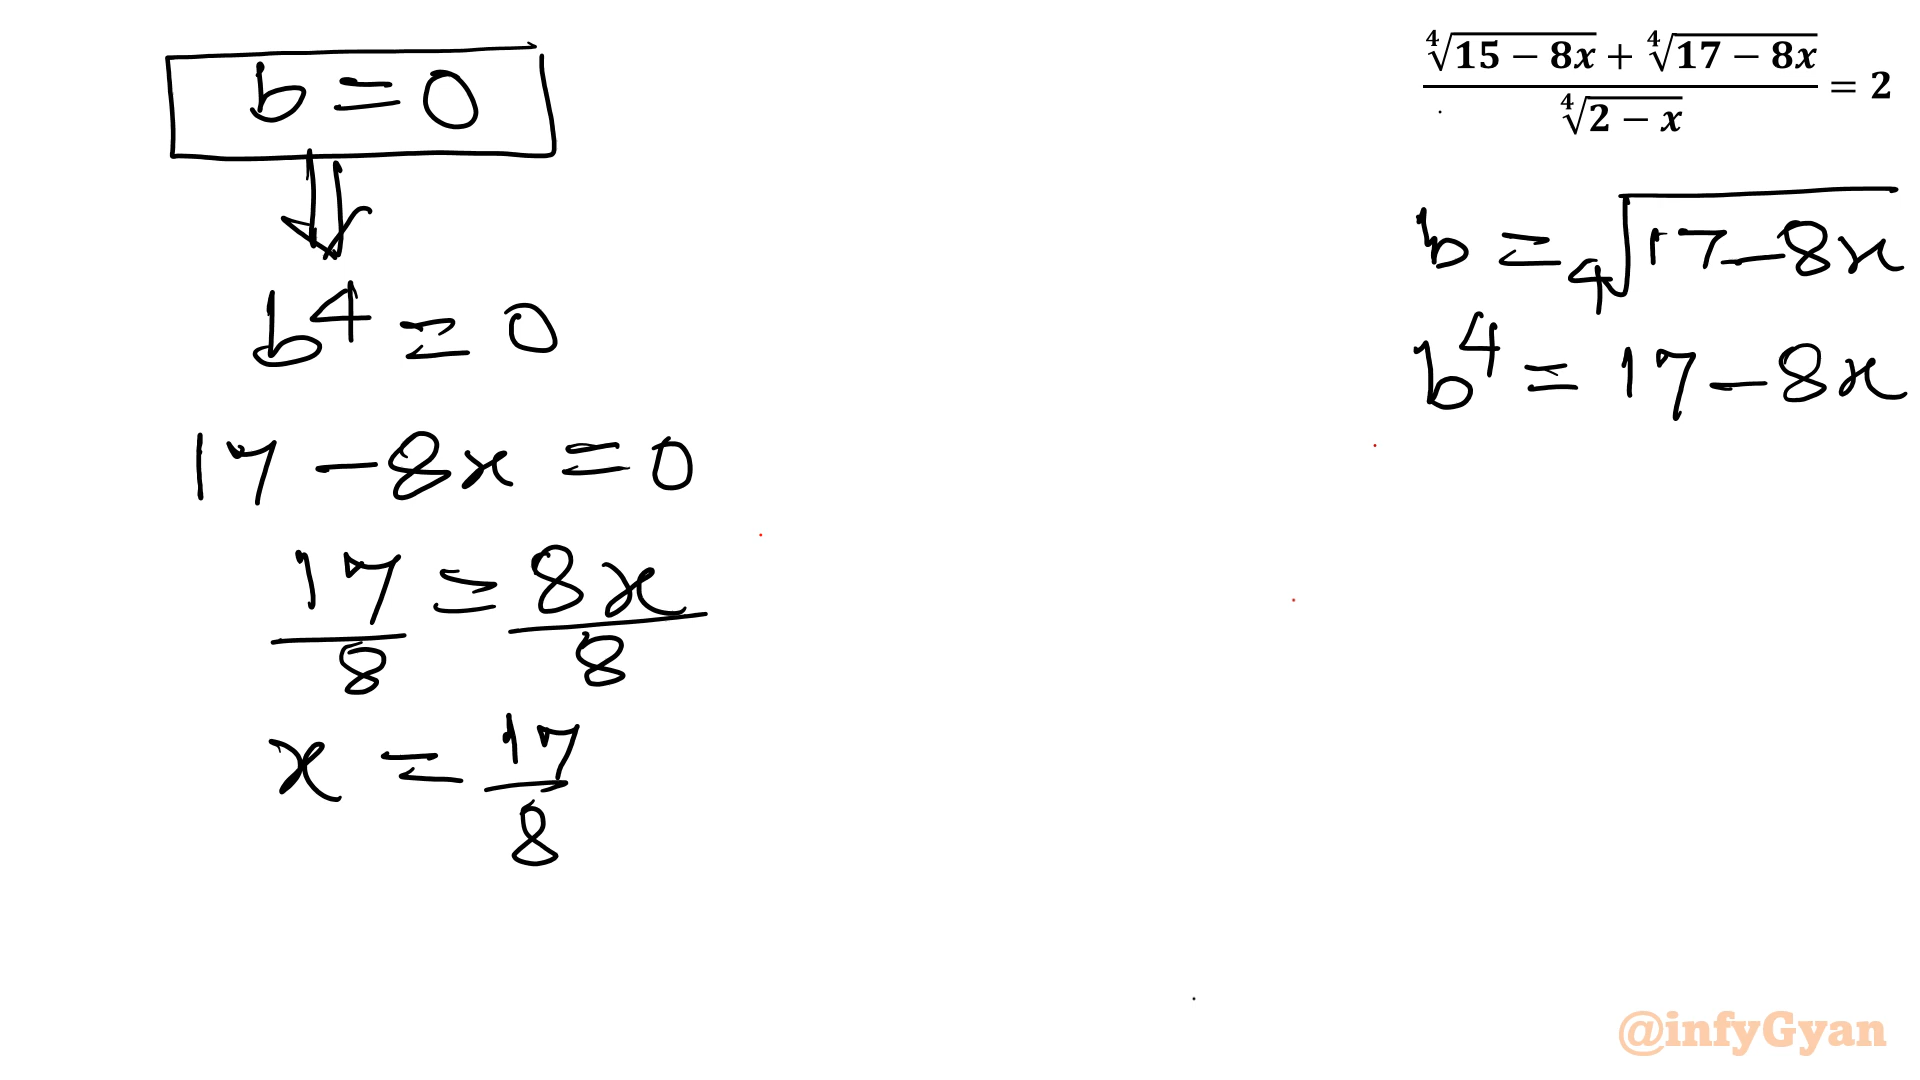 b = 0
b⁴ = 0
17 - 8x = 0
17/8 = 8x/8
x = 17/8
(∜(15 − 8x) + ∜(17 − 8x)) / ∜(2 − x) = 2
b = ∜(17 - 8x)
b⁴ = 17 - 8x
@infyGyan